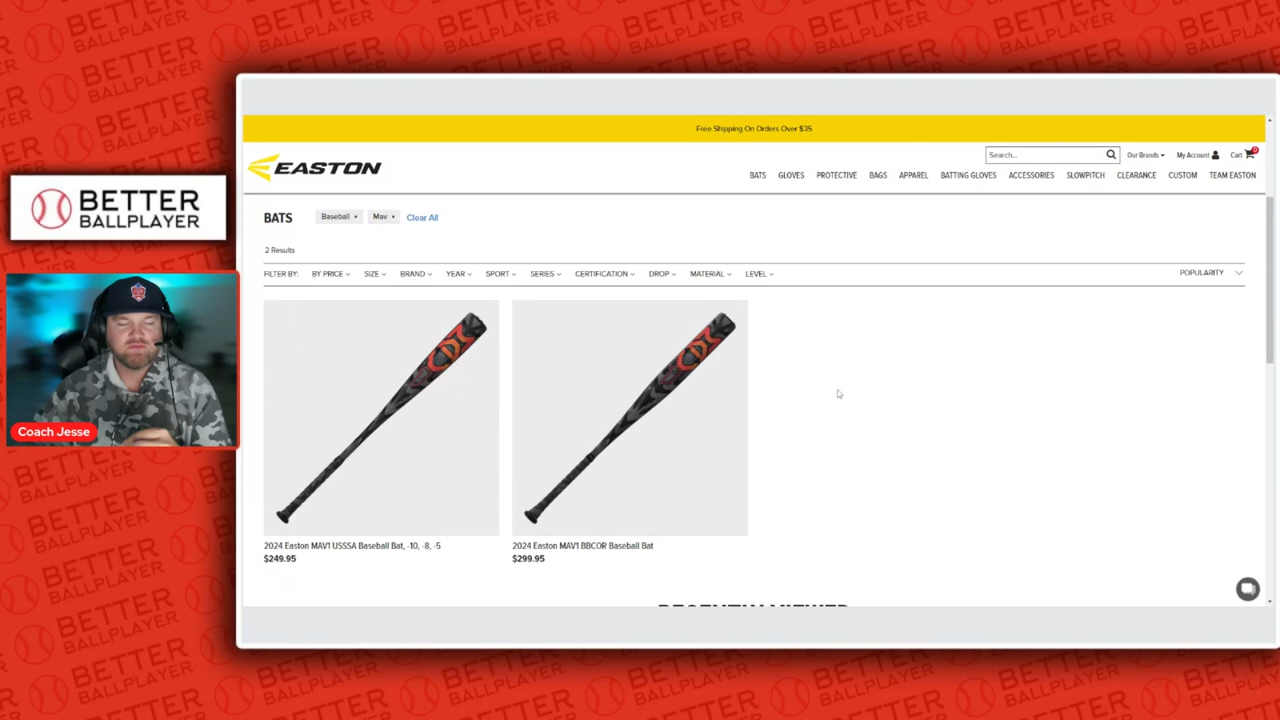 BETTER
BALLPLAYER
Coach Jesse
Free Shipping On Orders Over $35
EASTON
Search...
Our Brands
My Account
Cart
0
BATS GLOVES PROTECTIVE BAGS APPAREL BATTING GLOVES ACCESSORIES SLOWPITCH CLEARANCE CUSTOM TEAM EASTON
BATS Baseball × Mav × Clear All
2 Results
FILTER BY: BY PRICE SIZE BRAND YEAR SPORT SERIES CERTIFICATION DROP MATERIAL LEVEL POPULARITY
2024 Easton MAV1 USSSA Baseball Bat, -10, -8, -5
$249.95
2024 Easton MAV1 BBCOR Baseball Bat
$299.95
RECENTLY VIEWED